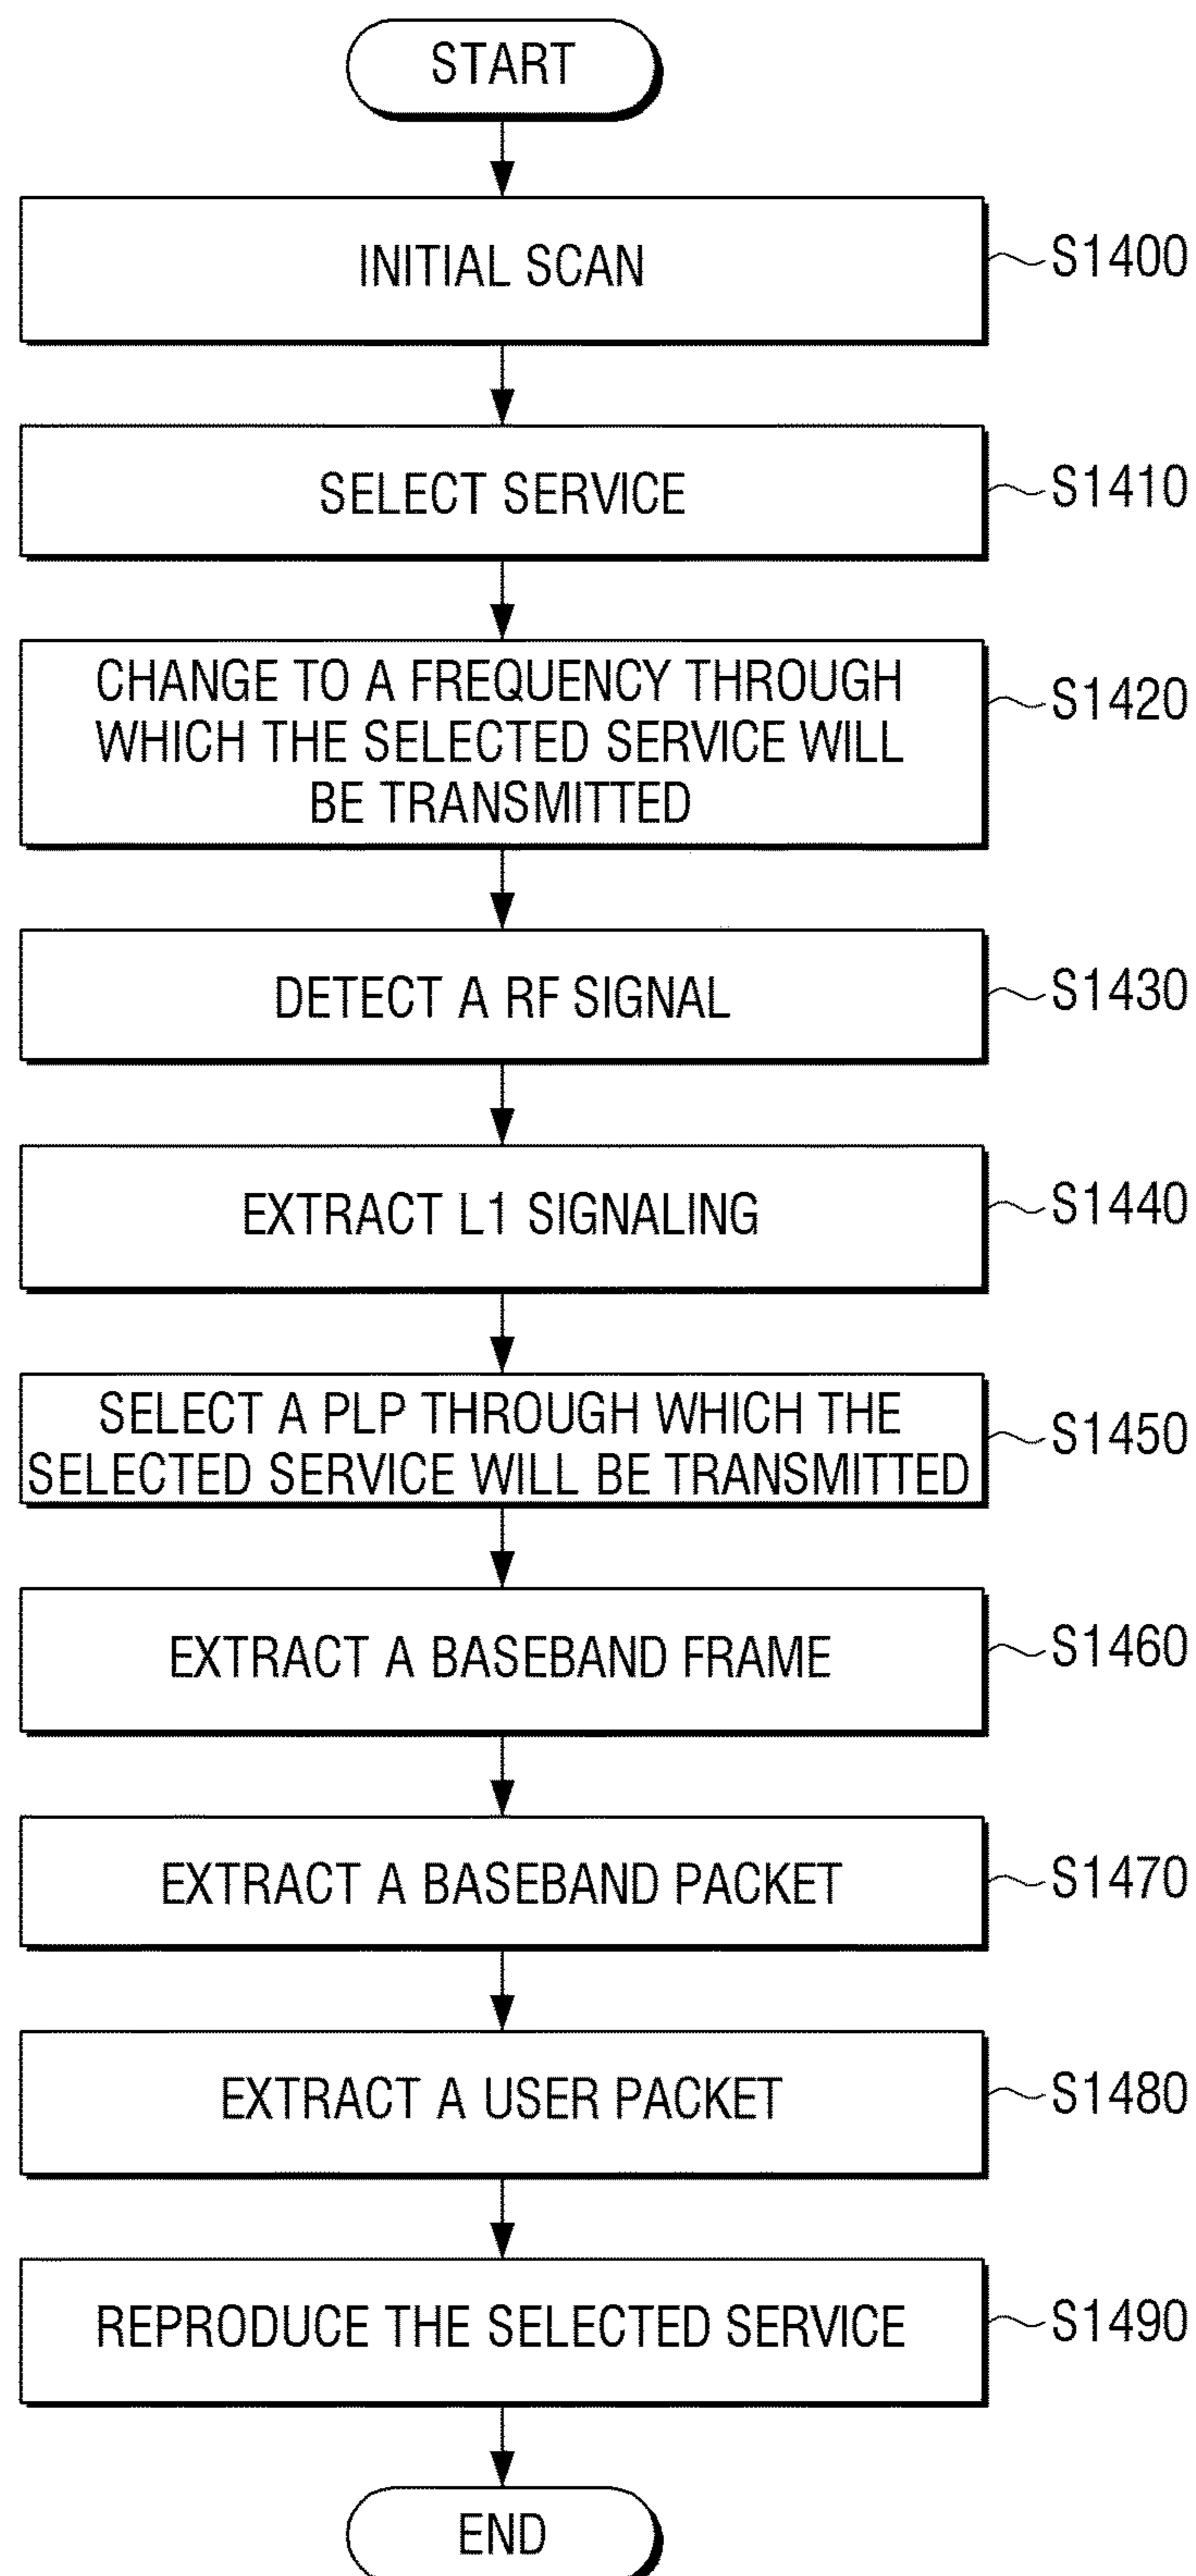 START
INITIAL SCAN
S1400
SELECT SERVICE
S1410
CHANGE TO A FREQUENCY THROUGH
WHICH THE SELECTED SERVICE WILL
BE TRANSMITTED
S1420
DETECT A RF SIGNAL
S1430
EXTRACT L1 SIGNALING
S1440
SELECT A PLP THROUGH WHICH THE
SELECTED SERVICE WILL BE TRANSMITTED
S1450
EXTRACT A BASEBAND FRAME
S1460
EXTRACT A BASEBAND PACKET
S1470
EXTRACT A USER PACKET
S1480
REPRODUCE THE SELECTED SERVICE
S1490
END